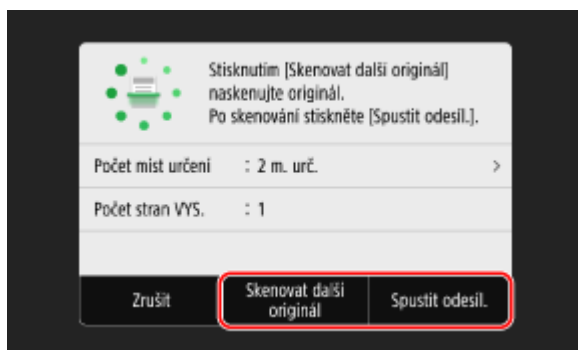 Stisknutím [Skenovat další originál]
naskenujte originál.
Po skenování stiskněte [Spustit odesíl.].
Počet míst určení : 2 m. urč. >
Počet stran VYS. : 1
Zrušit
Skenovat další
originál
Spustit odesíl.